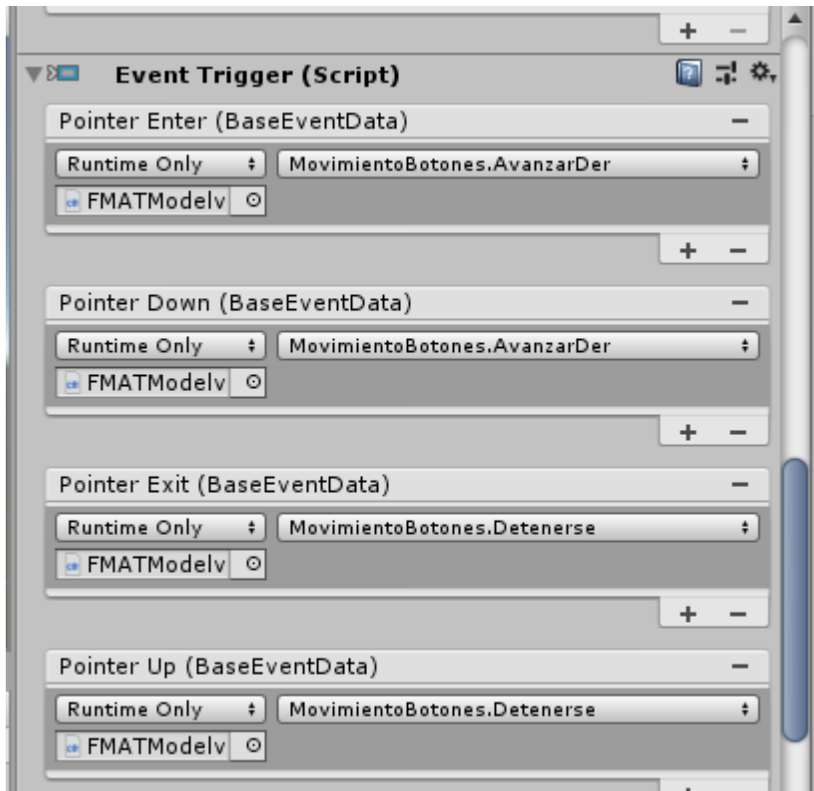 Event Trigger (Script)
Pointer Enter (BaseEventData)
Runtime Only MovimientoBotones.AvanzarDer
FMATModelv
Pointer Down (BaseEventData)
Runtime Only MovimientoBotones.AvanzarDer
FMATModelv
Pointer Exit (BaseEventData)
Runtime Only MovimientoBotones.Detenerse
FMATModelv
Pointer Up (BaseEventData)
Runtime Only MovimientoBotones.Detenerse
FMATModelv